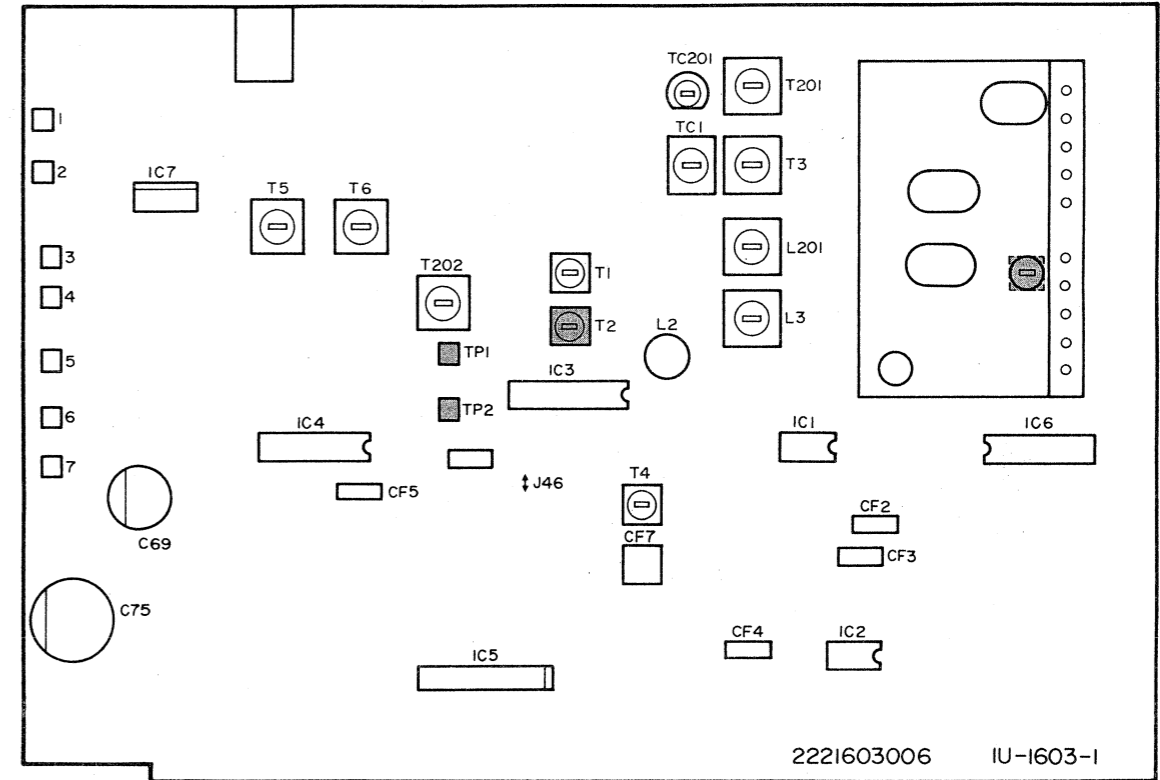 TC201
T201
1
TC1
T3
2
IC7
T5
T6
L201
3
T202
T1
4
T2
L2
L3
TP1
5
IC3
TP2
6
IC4
IC1
IC6
7
CF5
J46
T4
CF2
C69
CF7
CF3
C75
CF4
IC2
IC5
2221603006 1U-1603-1